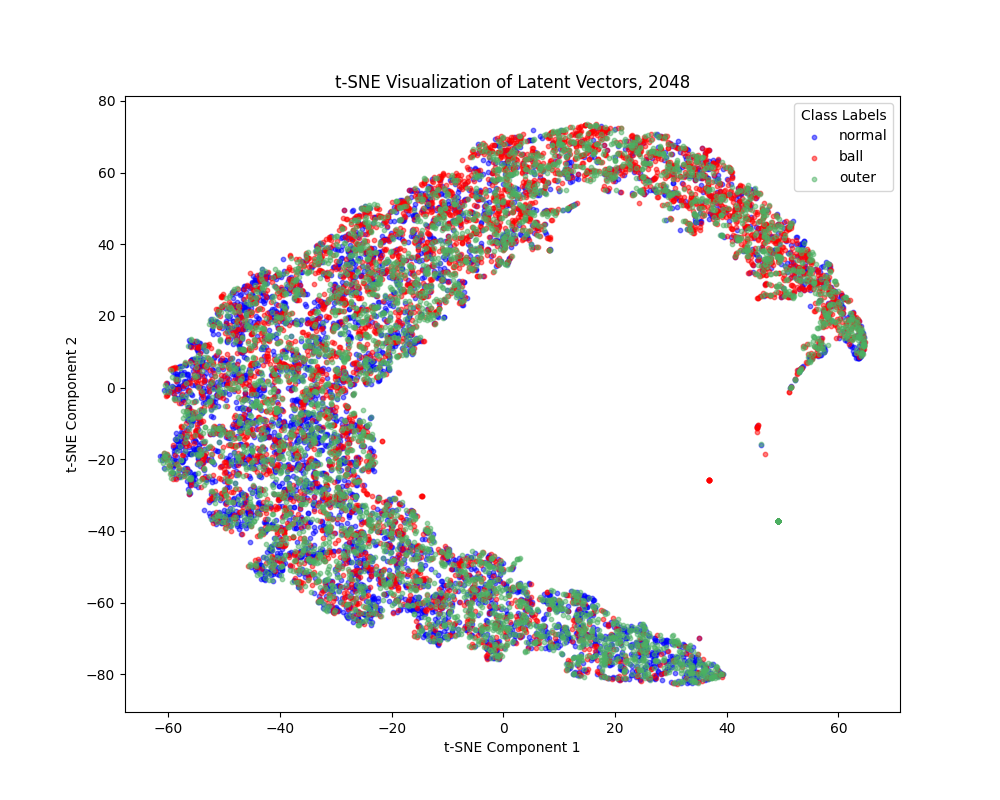 t-SNE Visualization of Latent Vectors, 2048
Class Labels
normal
ball
outer
80
60
40
20
0
−20
−40
−60
−80
t-SNE Component 2
−60
−40
−20
0
20
40
60
t-SNE Component 1